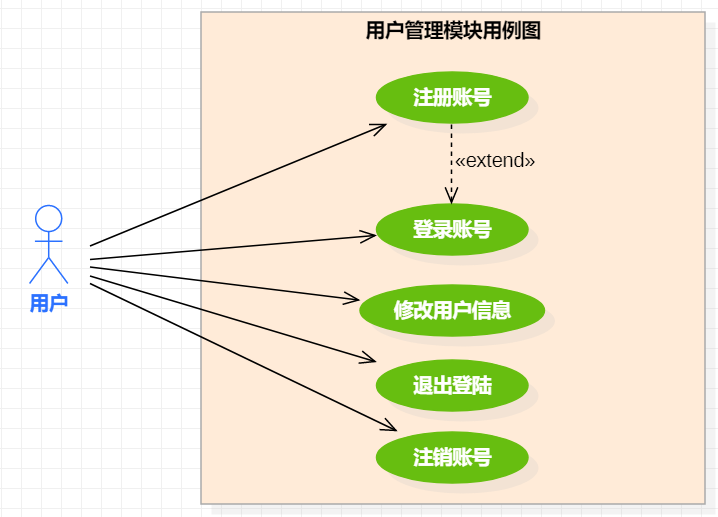 用户管理模块用例图
注册账号
«extend»
登录账号
用户
修改用户信息
退出登陆
注销账号